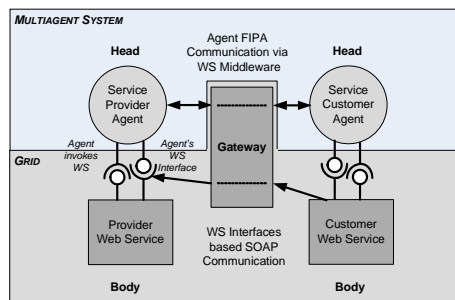 MULTIAGENT SYSTEM
Head
Agent FIPA
Communication via
WS Middleware
Head
Service
Provider
Agent
Service
Customer
Agent
Agent
invokes
WS
Agent's
WS
Interface
Gateway
GRID
Provider
Web Service
WS Interfaces
based SOAP
Communication
Customer
Web Service
Body
Body